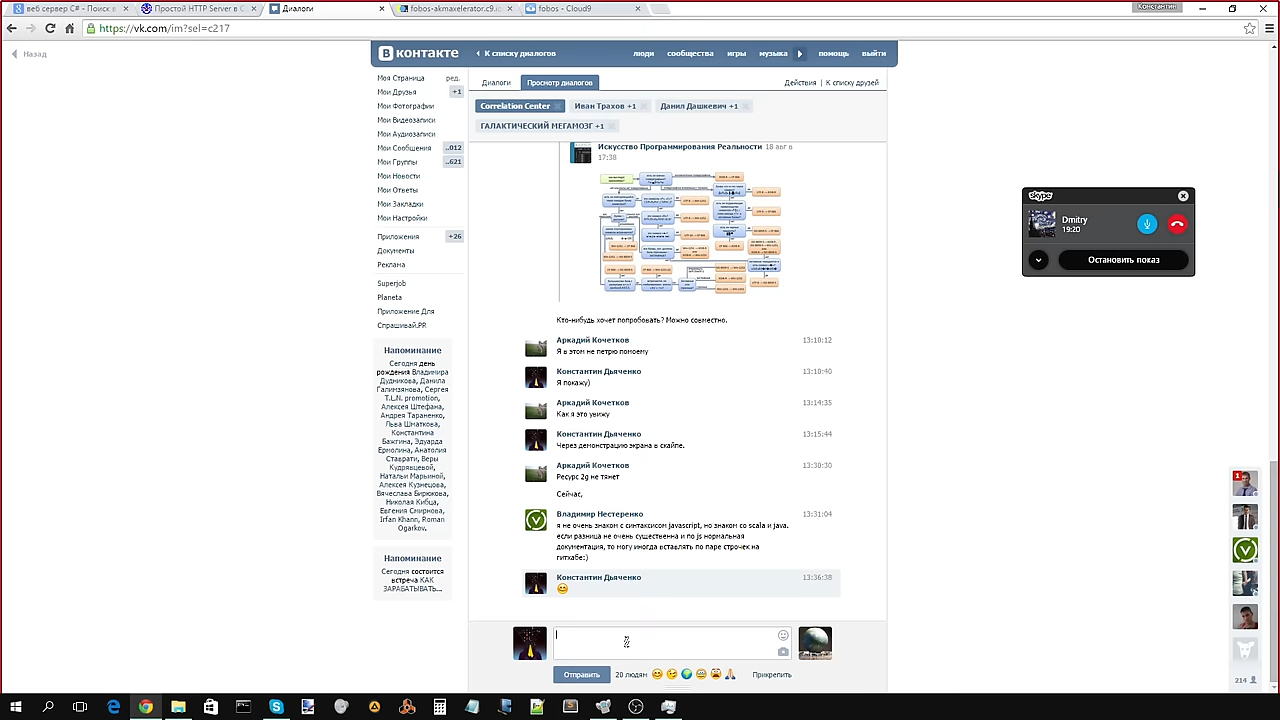 веб сервер C# - Поиск в
Простой HTTP Server в C
Диалоги
fobos-akmaxelerator.c9.io
fobos - Cloud9
Константин
https://vk.com/im?sel=c217
Назад
В контакте
К списку диалогов
люди сообщества игры музыка помощь выйти
Моя Страница ред.
Мои Друзья +1
Мои Фотографии
Мои Видеозаписи
Мои Аудиозаписи
Мои Сообщения ..012
Мои Группы ..621
Мои Новости
Мои Ответы
Мои Закладки
Мои Настройки
Приложения +26
Документы
Реклама
Superjob
Planeta
Приложение Для
Спрашивай.PR
Напоминание
Сегодня день
рождения Владимира
Дудникова, Данила
Галимзянова, Сергея
T.L.N. promotion,
Алексея Штефана,
Андрея Тараненко,
Льва Шматкова,
Константина
Бажгина, Эдуарда
Ермолина, Анатолия
Ставрати, Веры
Кудрявцевой,
Натальи Марьиной,
Алексея Кузнецова,
Вячеслава Бирюкова,
Николая Кибца,
Евгения Смирнова,
Irfan Khann, Roman
Ogarkov.
Напоминание
Сегодня состоится
встреча КАК
ЗАРАБАТЫВАТЬ...
Диалоги
Просмотр диалогов
Действия | К списку друзей
Correlation Center
Иван Трахов +1
Данил Дашкевич +1
ГАЛАКТИЧЕСКИЙ МЕГАМОЗГ +1
Искусство Программирования Реальности 18 авг в
17:38
Кто-нибудь хочет попробовать? Можно совместно.
Аркадий Кочетков 13:10:12
Я в этом не петрю помоему
Константин Дьяченко 13:10:40
Я покажу)
Аркадий Кочетков 13:14:35
Как я это увижу
Константин Дьяченко 13:15:44
Через демонстрацию экрана в скайпе.
Аркадий Кочетков 13:30:30
Ресурс 2g не тянет
Сейчас,
Владимир Нестеренко 13:31:04
я не очень знаком с синтаксисом javascript, но знаком со scala и java.
если разница не очень существенна и по js нормальная
документация, то могу иногда вставлять по паре строчек на
гитхабе:)
Константин Дьяченко 13:36:38
Отправить
20 людям
Прикрепить
skype
Dmitry
19:20
Остановить показ
1
214